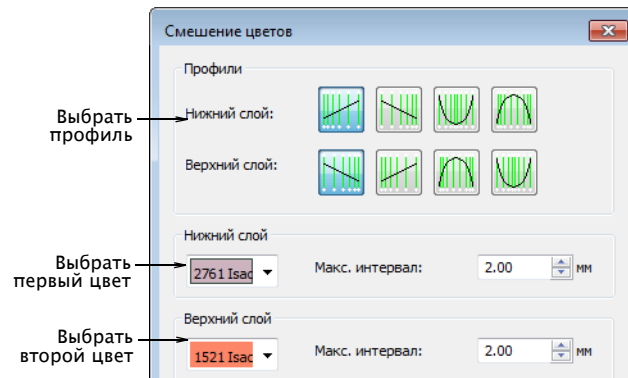 Смешение цветов
Профили
Выбрать профиль
Нижний слой:
Верхний слой:
Нижний слой
Выбрать первый цвет
2761 Isac
Макс. интервал:
2.00
мм
Верхний слой
Выбрать второй цвет
1521 Isac
Макс. интервал:
2.00
мм